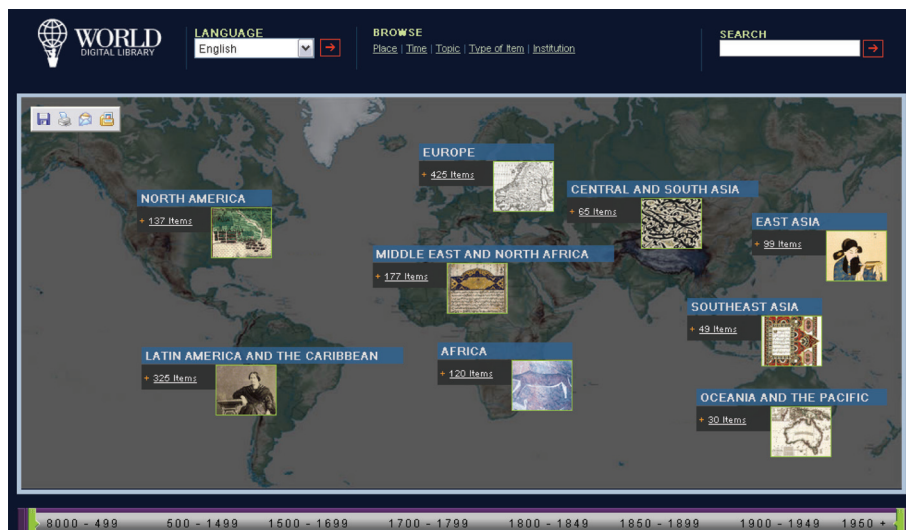 WORLD
DIGITAL LIBRARY
LANGUAGE
English
BROWSE
Place | Time | Topic | Type of Item | Institution
SEARCH
EUROPE
+ 425 Items
CENTRAL AND SOUTH ASIA
+ 65 Items
NORTH AMERICA
+ 137 Items
EAST ASIA
+ 99 Items
MIDDLE EAST AND NORTH AFRICA
+ 177 Items
SOUTHEAST ASIA
+ 49 Items
LATIN AMERICA AND THE CARIBBEAN
+ 325 Items
AFRICA
+ 120 Items
OCEANIA AND THE PACIFIC
+ 30 Items
8000 - 499 500 - 1499 1500 - 1699 1700 - 1799 1800 - 1849 1850 - 1899 1900 - 1949 1950 +